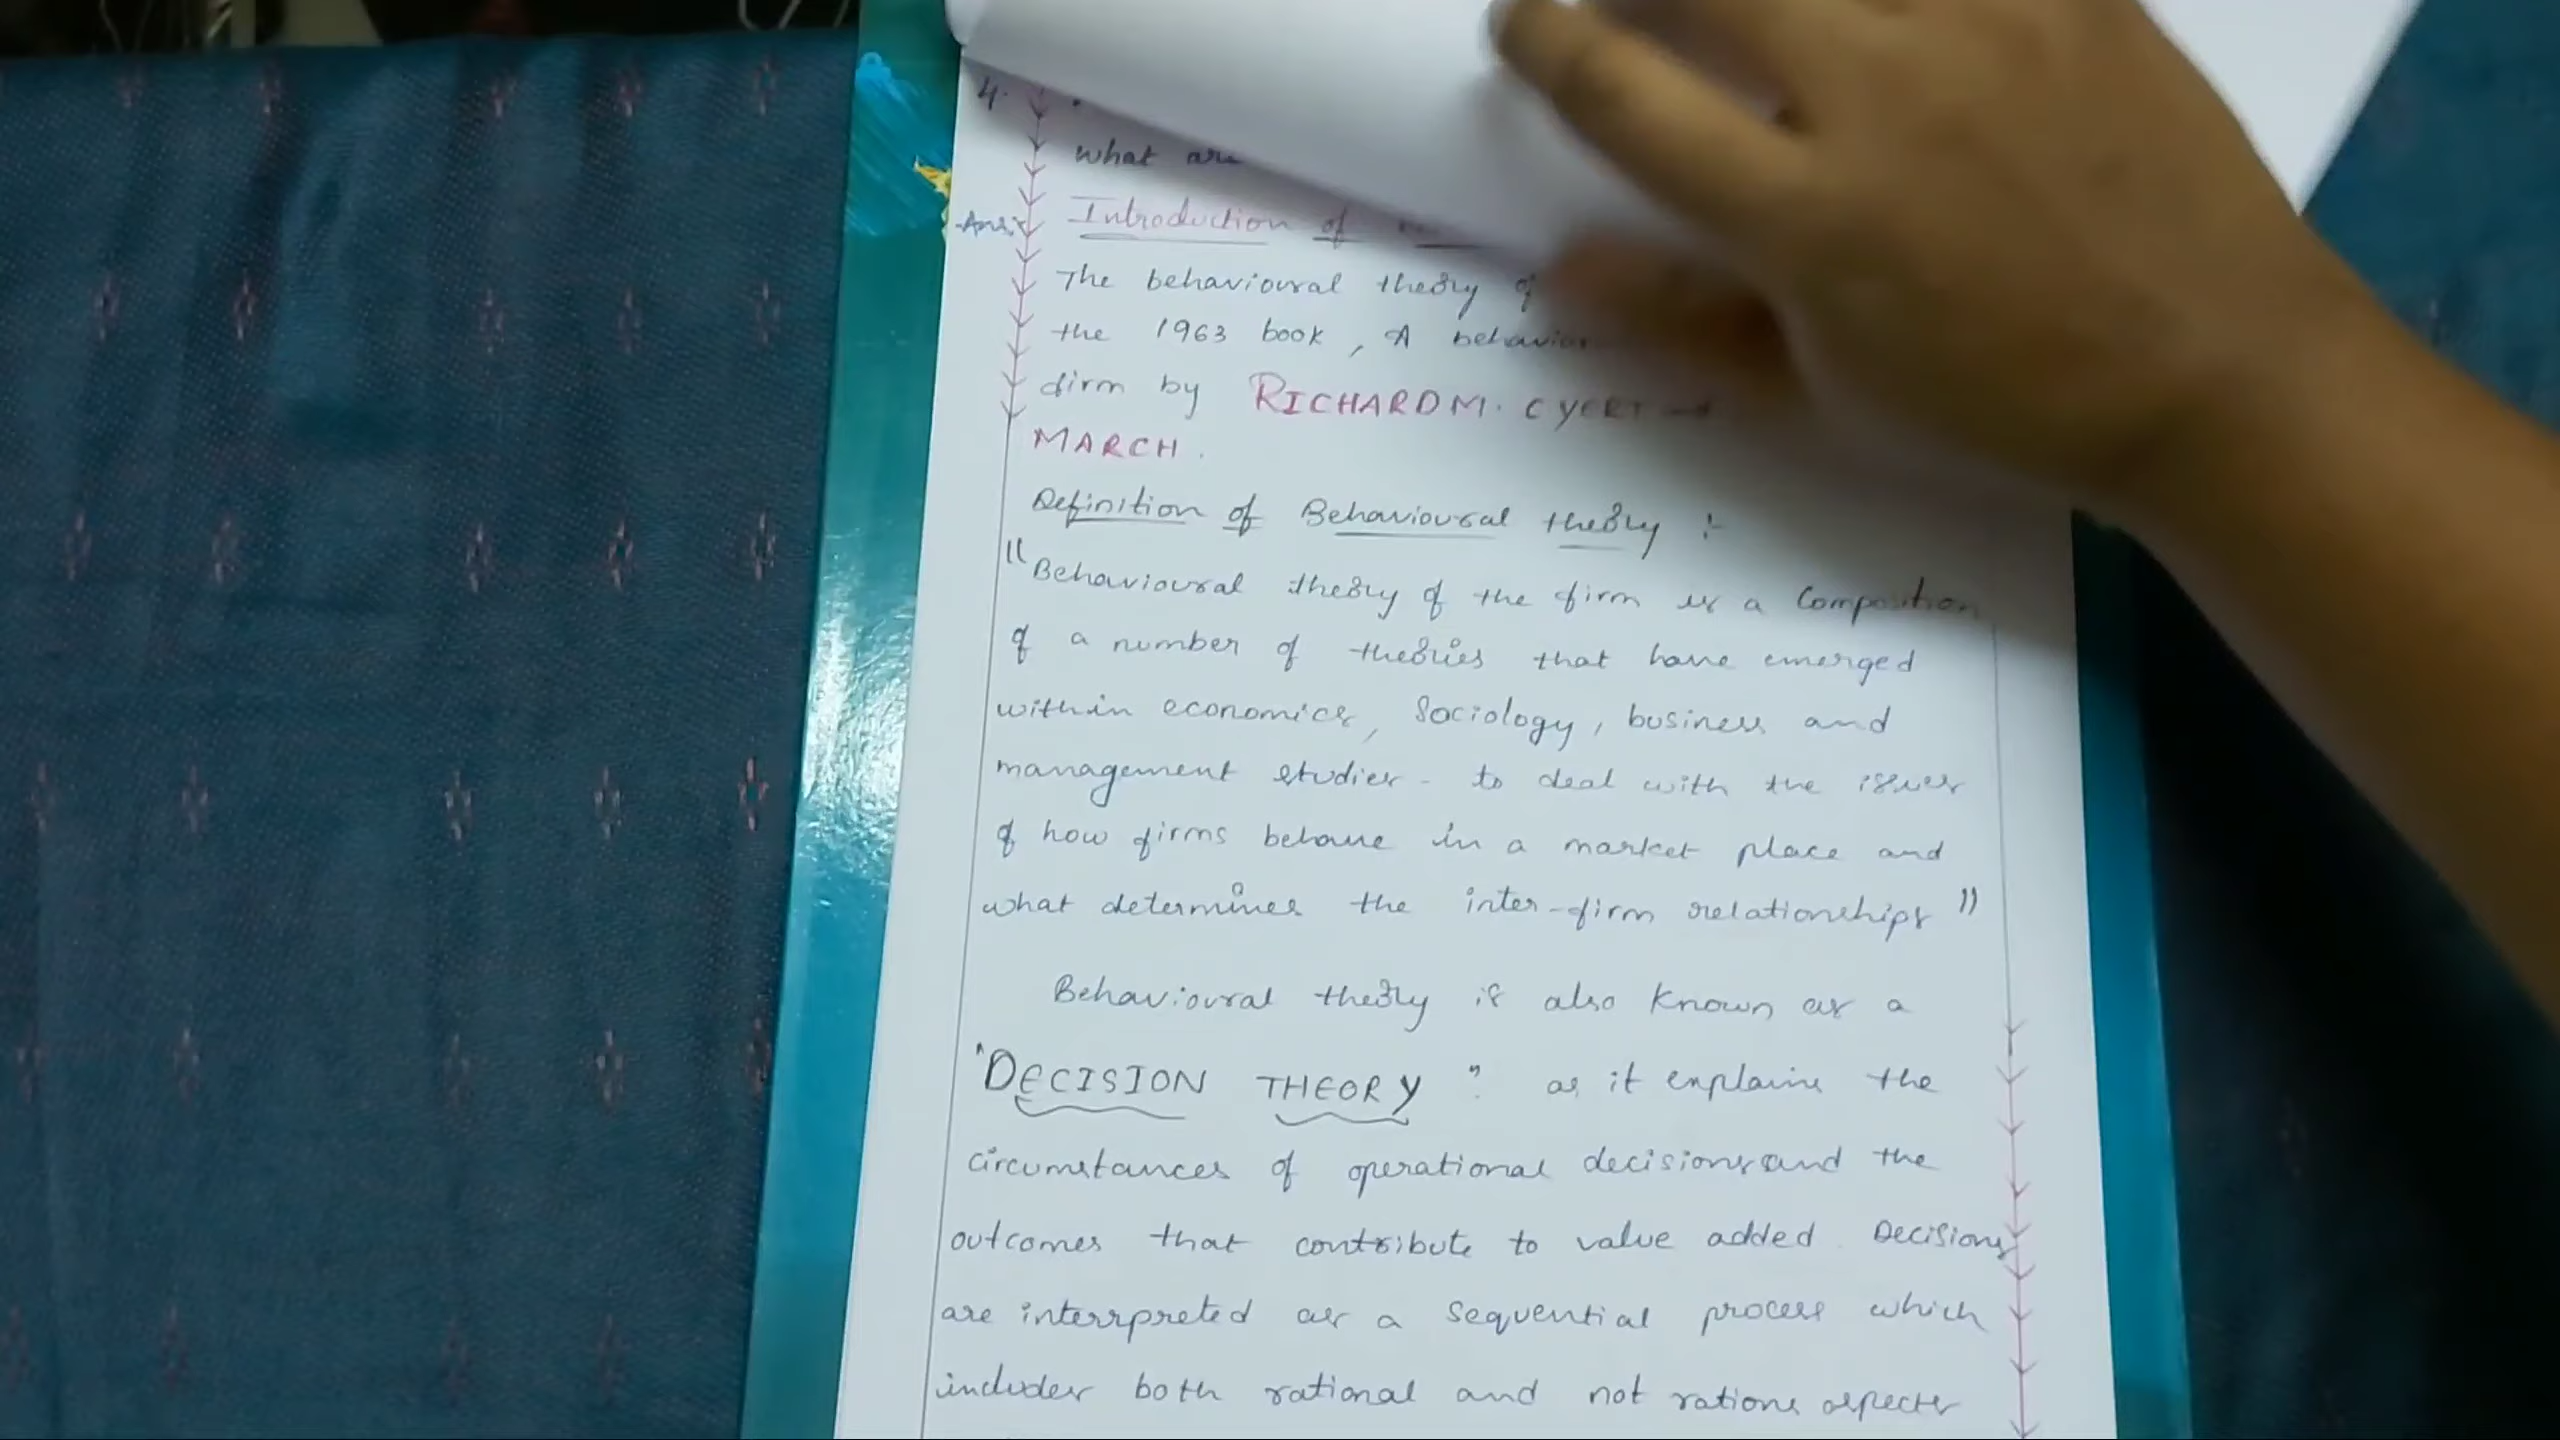 4.
what are
Ans:
Introduction of
The behavioural theory of
the 1963 book, A behavior
firm by RICHARD M. CYERT
MARCH.
Definition of Behavioural theory :-
"Behavioural theory of the firm is a Composition
of a number of theories that have emerged
within economics, Sociology, business and
management studies - to deal with the issues
of how firms behave in a market place and
what determines the inter-firm relationships"
Behavioural theory is also known as a
"DECISION THEORY" as it explains the
circumstances of operational decisions and the
outcomes that contribute to value added. Decisions
are interrpreted as a sequential process which
includes both rational and not rations aspects